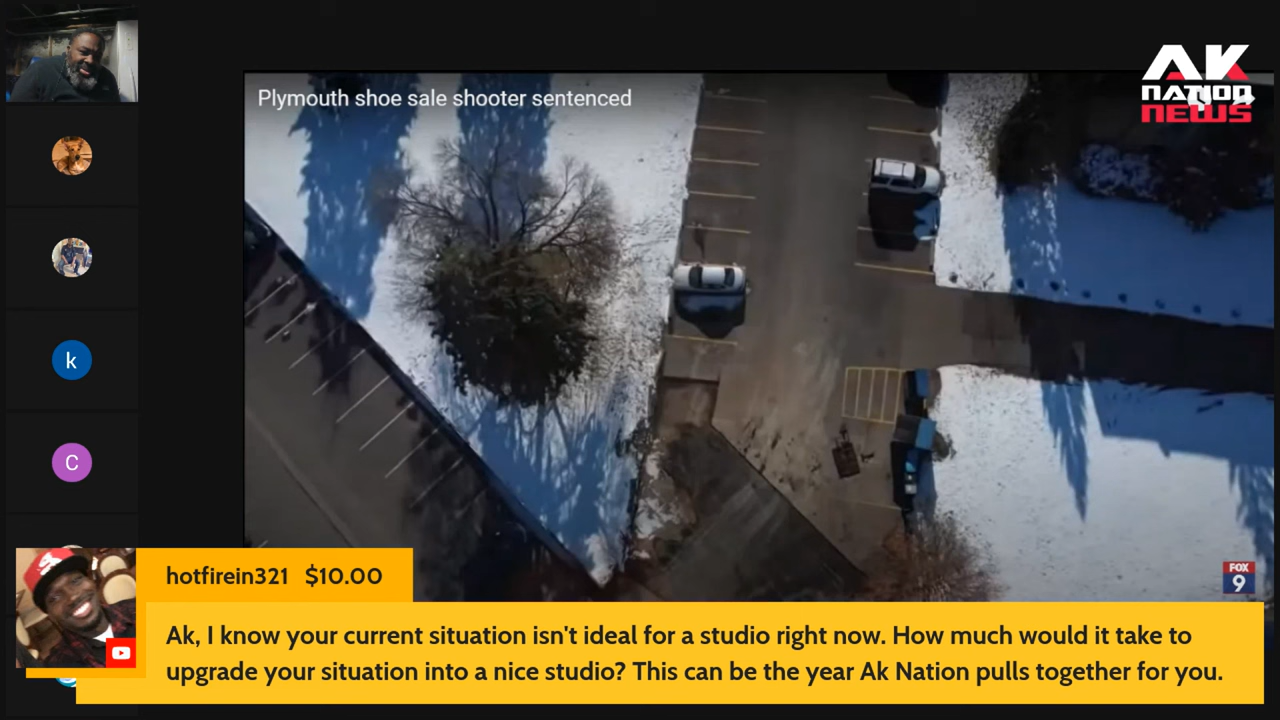 Plymouth shoe sale shooter sentenced
AK
NATION
NEWS
k
C
FOX
9
hotfirein321 $10.00
Ak, I know your current situation isn't ideal for a studio right now. How much would it take to
upgrade your situation into a nice studio? This can be the year Ak Nation pulls together for you.